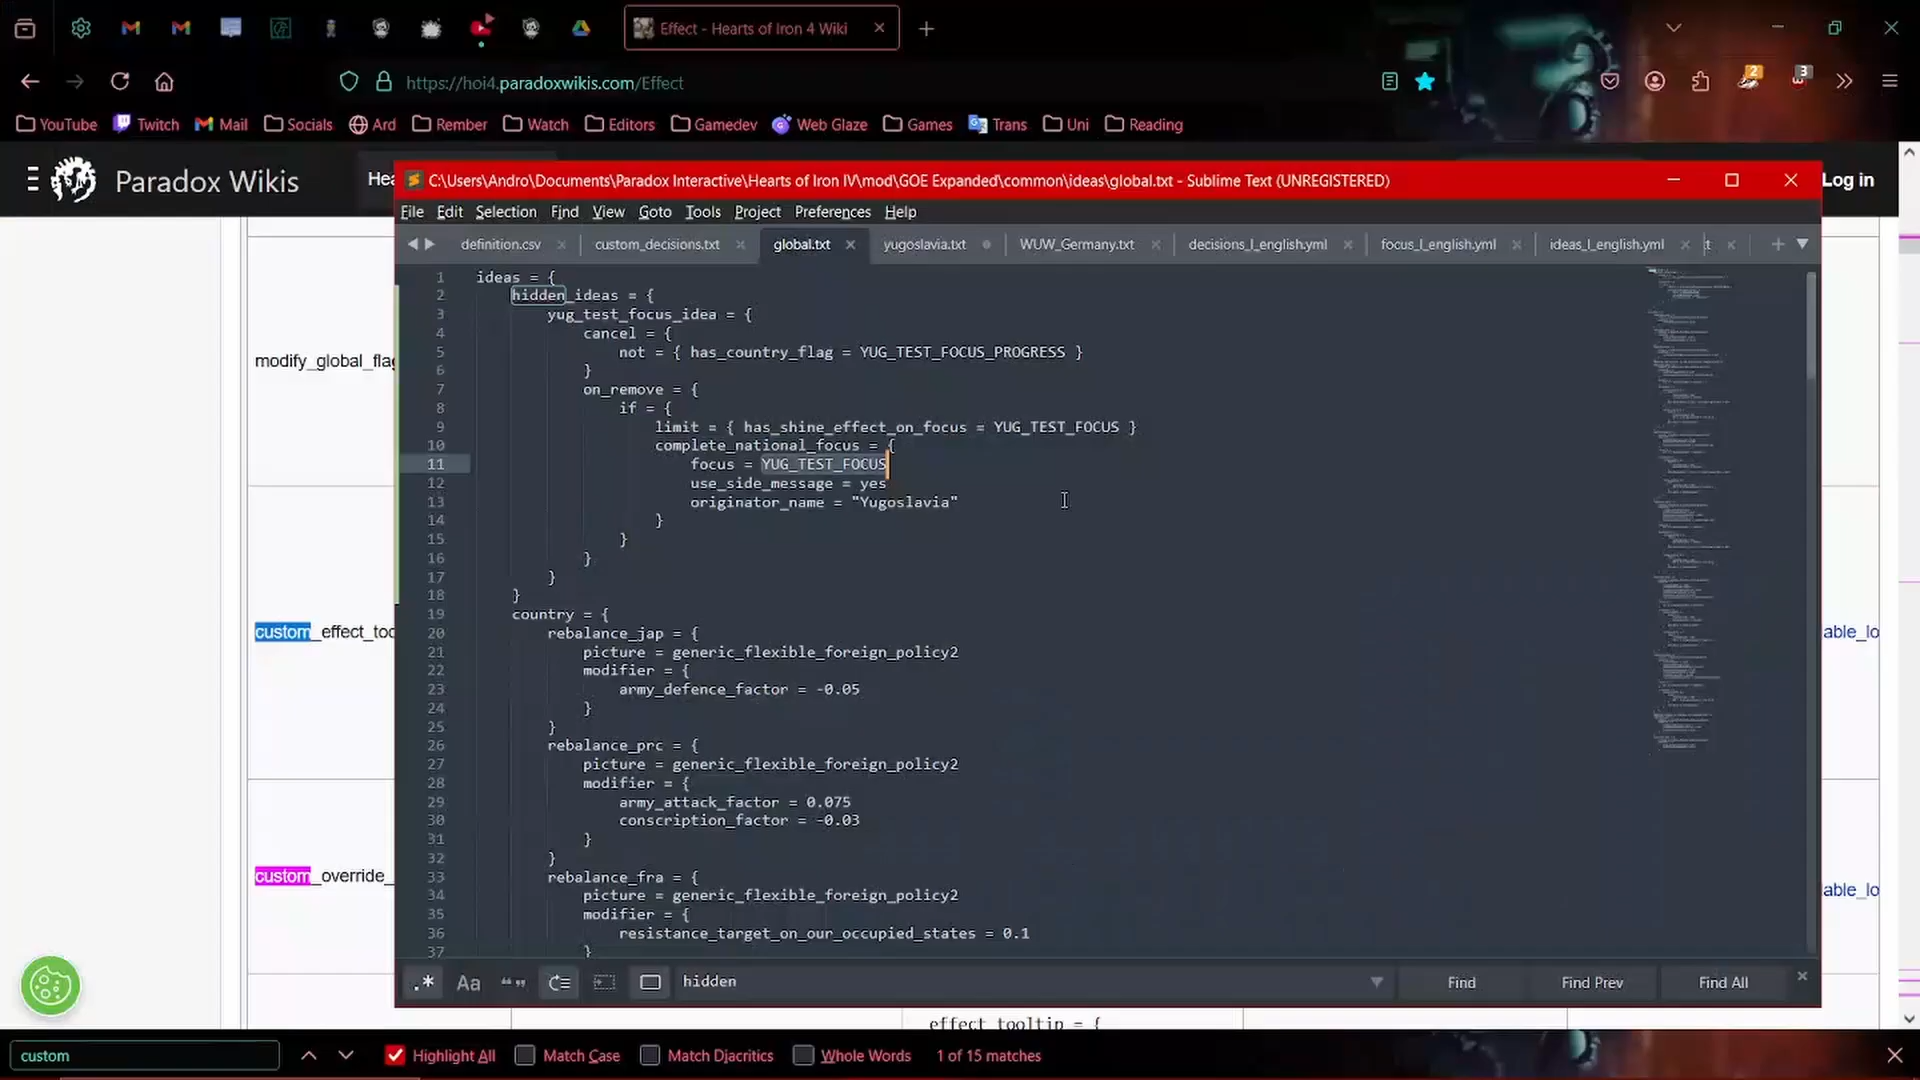 Effect - Hearts of Iron 4 Wiki
2
3
https://hoi4.paradoxwikis.com/Effect
YouTube
Twitch
Mail
Socials
Ard
Rember
Watch
Editors
Gamedev
Web Glaze
Games
Trans
Uni
Reading
Paradox Wikis
Hea
Log in
C:\Users\Andro\Documents\Paradox Interactive\Hearts of Iron IV\mod\GOE Expanded\common\ideas\global.txt - Sublime Text (UNREGISTERED)
File Edit Selection Find View Goto Tools Project Preferences Help
definition.csv
custom_decisions.txt
global.txt
yugoslavia.txt
WUW_Germany.txt
decisions_l_english.yml
focus_l_english.yml
ideas_l_english.yml
t
1 ideas = {
2 hidden_ideas = {
3 yug_test_focus_idea = {
4 cancel = {
5 not = { has_country_flag = YUG_TEST_FOCUS_PROGRESS }
6 }
7 on_remove = {
8 if = {
9 limit = { has_shine_effect_on_focus = YUG_TEST_FOCUS }
10 complete_national_focus = {
11 focus = YUG_TEST_FOCUS
12 use_side_message = yes
13 originator_name = "Yugoslavia"
14 }
15 }
16 }
17 }
18 }
19 country = {
20 rebalance_jap = {
21 picture = generic_flexible_foreign_policy2
22 modifier = {
23 army_defence_factor = -0.05
24 }
25 }
26 rebalance_prc = {
27 picture = generic_flexible_foreign_policy2
28 modifier = {
29 army_attack_factor = 0.075
30 conscription_factor = -0.03
31 }
32 }
33 rebalance_fra = {
34 picture = generic_flexible_foreign_policy2
35 modifier = {
36 resistance_target_on_our_occupied_states = 0.1
37 }
modify_global_flag
custom_effect_too
able_lo
custom_override_
able_lo
.* Aa “” hidden Find Find Prev Find All
effect_tooltip = {
custom
Highlight All
Match Case
Match Diacritics
Whole Words
1 of 15 matches